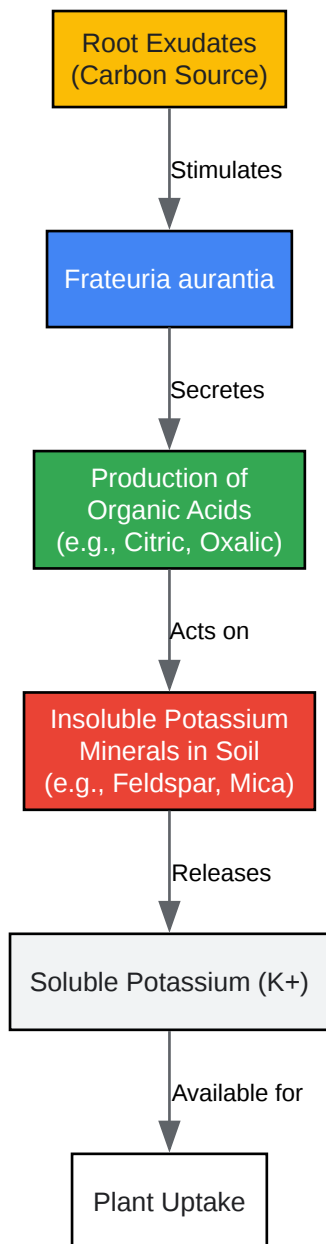 Root Exudates
(Carbon Source)
Stimulates
Frateuria aurantia
Secretes
Production of
Organic Acids
(e.g., Citric, Oxalic)
Acts on
Insoluble Potassium
Minerals in Soil
(e.g., Feldspar, Mica)
Releases
Soluble Potassium (K+)
Available for
Plant Uptake